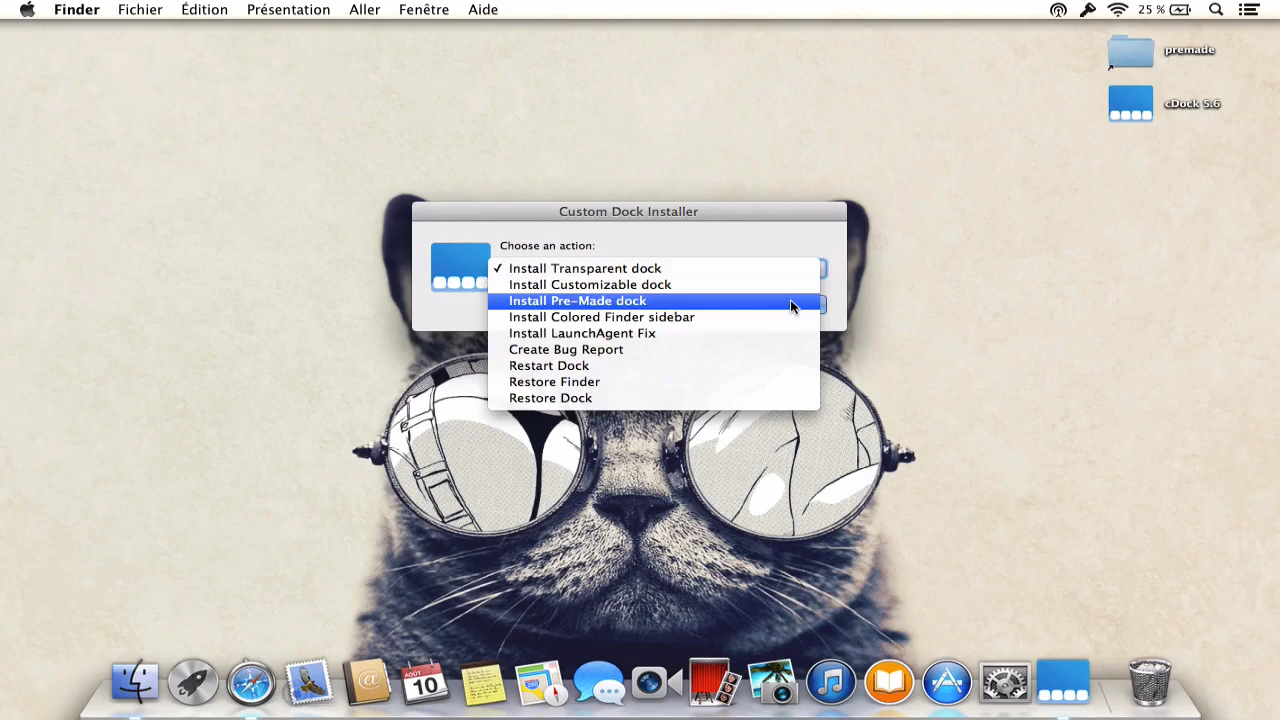 Finder Fichier Édition Présentation Aller Fenêtre Aide 25 %
premade
cDock 5.6
Custom Dock Installer
Choose an action:
✓ Install Transparent dock
Install Customizable dock
Install Pre-Made dock
Install Colored Finder sidebar
Install LaunchAgent Fix
Create Bug Report
Restart Dock
Restore Finder
Restore Dock
10